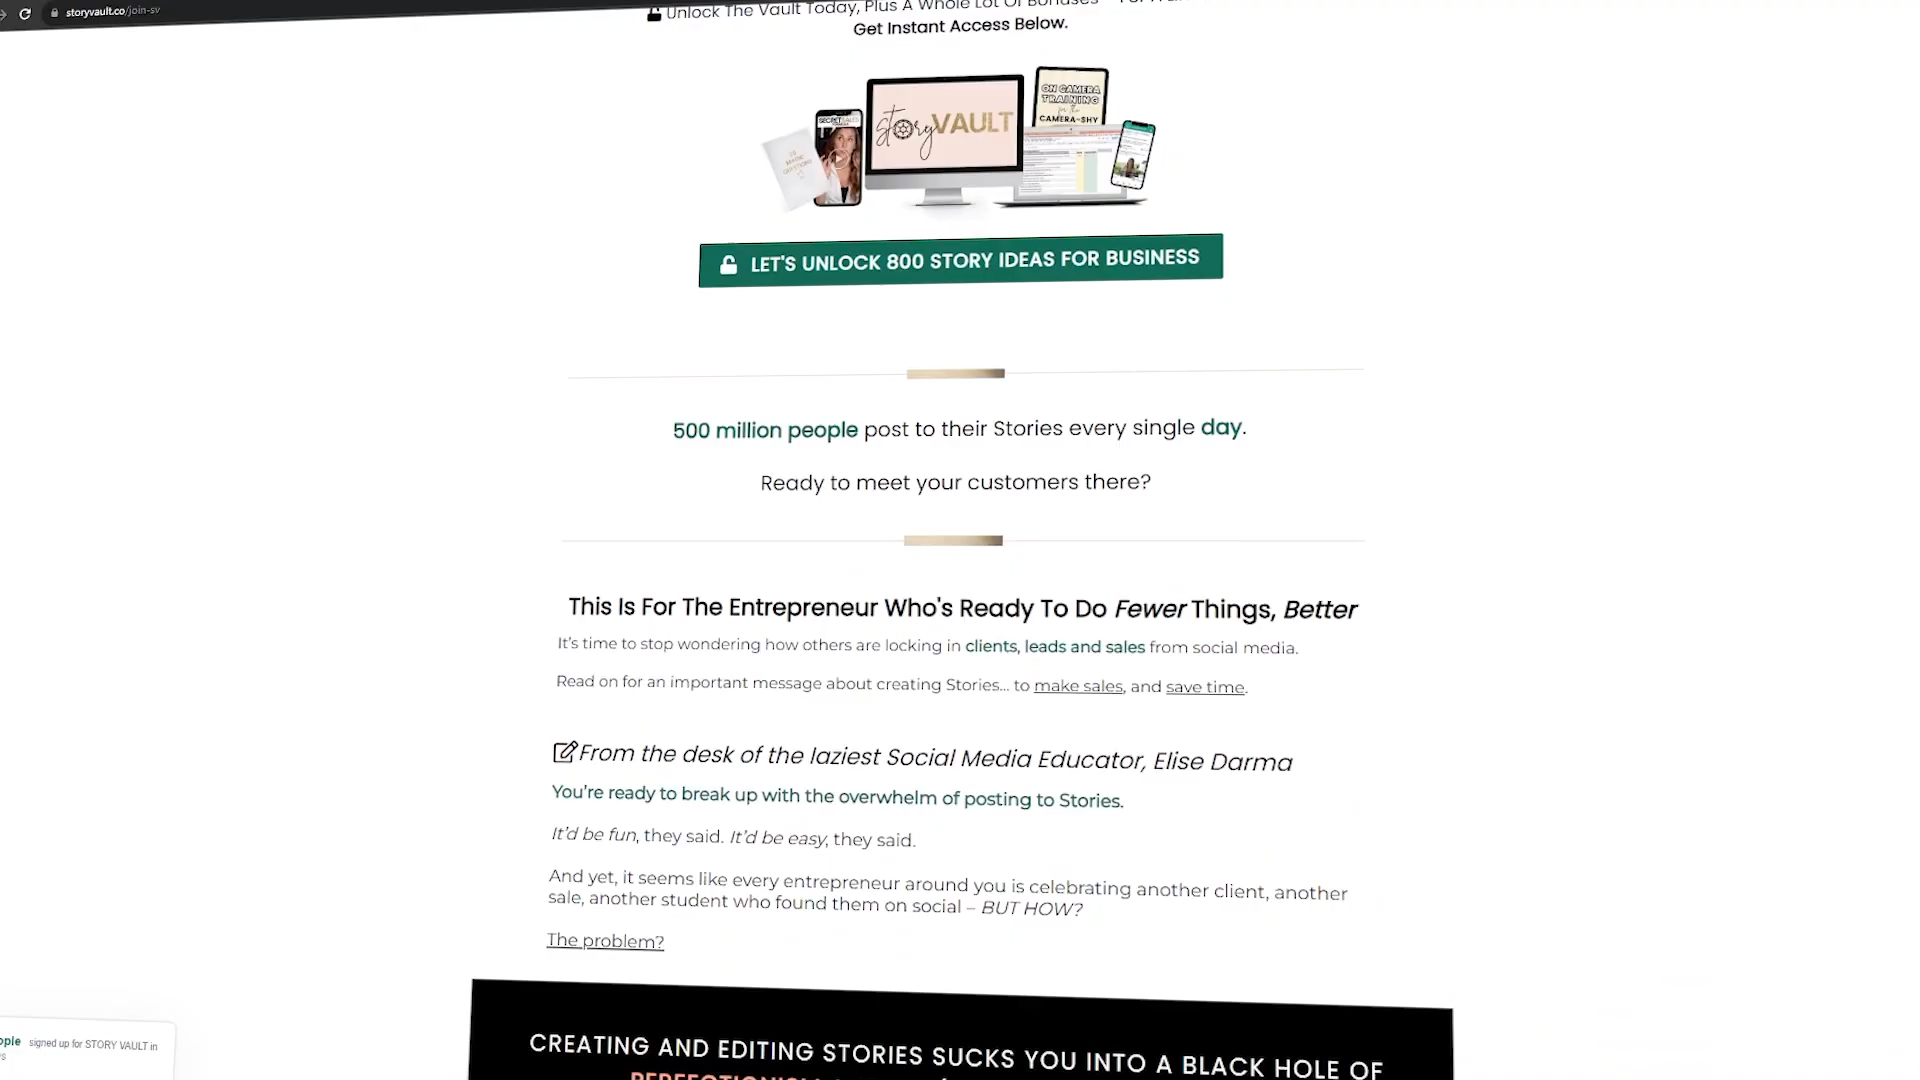 storyvault.co/join-sv
Unlock The Vault Today, Plus A Whole Lot Of Bonuses
Get Instant Access Below.
SECRET SALES
storyVAULT
ON CAMERA
TRAINING
for the
CAMERA-SHY
LET'S UNLOCK 800 STORY IDEAS FOR BUSINESS
500 million people post to their Stories every single day.
Ready to meet your customers there?
This Is For The Entrepreneur Who's Ready To Do Fewer Things, Better
It's time to stop wondering how others are locking in clients, leads and sales from social media.
Read on for an important message about creating Stories... to make sales, and save time.
From the desk of the laziest Social Media Educator, Elise Darma
You're ready to break up with the overwhelm of posting to Stories.
It'd be fun, they said. It'd be easy, they said.
And yet, it seems like every entrepreneur around you is celebrating another client, another
sale, another student who found them on social – BUT HOW?
The problem?
ople signed up for STORY VAULT in
CREATING AND EDITING STORIES SUCKS YOU INTO A BLACK HOLE OF